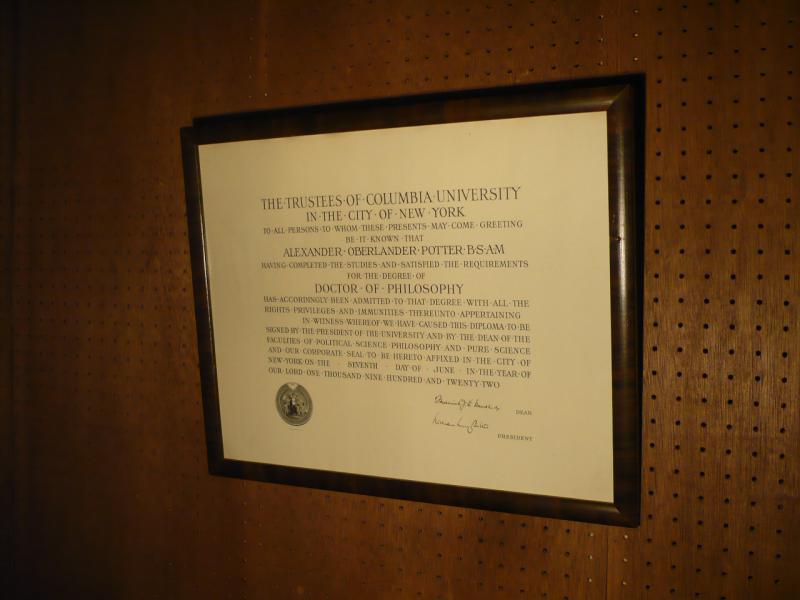 THE·TRUSTEES·OF·COLUMBIA·UNIVERSITY
IN·THE·CITY·OF·NEW·YORK
TO·ALL·PERSONS·TO·WHOM·THESE·PRESENTS·MAY·COME·GREETING
BE·IT·KNOWN·THAT
ALEXANDER·OBERLANDER·POTTER·B·S·A·M
HAVING·COMPLETED·THE·STUDIES·AND·SATISFIED·THE·REQUIREMENTS
FOR·THE·DEGREE·OF
DOCTOR·OF·PHILOSOPHY
HAS·ACCORDINGLY·BEEN·ADMITTED·TO·THAT·DEGREE·WITH·ALL·THE
RIGHTS·PRIVILEGES·AND·IMMUNITIES·THEREUNTO·APPERTAINING
IN·WITNESS·WHEREOF·WE·HAVE·CAUSED·THIS·DIPLOMA·TO·BE
SIGNED·BY·THE·PRESIDENT·OF·THE·UNIVERSITY·AND·BY·THE·DEAN·OF·THE
FACULTIES·OF·POLITICAL·SCIENCE·PHILOSOPHY·AND·PURE·SCIENCE
AND·OUR·CORPORATE·SEAL·TO·BE·HERETO·AFFIXED·IN·THE·CITY·OF
NEW·YORK·ON·THE·SEVENTH·DAY·OF·JUNE·IN·THE·YEAR·OF
OUR·LORD·ONE·THOUSAND·NINE·HUNDRED·AND·TWENTY·TWO
DEAN
PRESIDENT